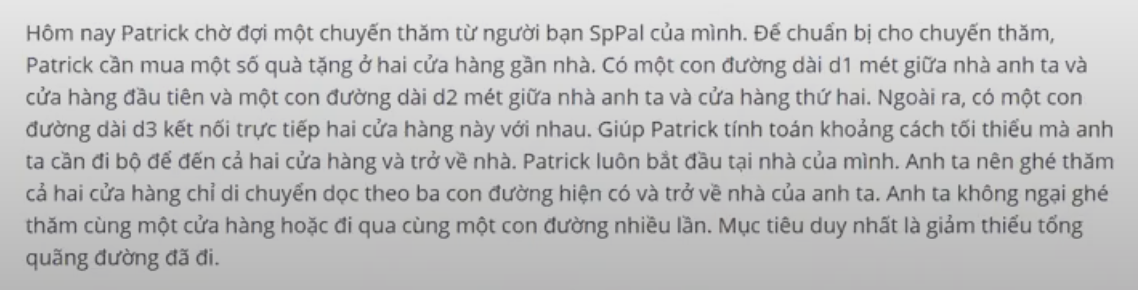 Hôm nay Patrick chờ đợi một chuyến thăm từ người bạn SpPal của mình. Để chuẩn bị cho chuyến thăm,
Patrick cần mua một số quà tặng ở hai cửa hàng gần nhà. Có một con đường dài d1 mét giữa nhà anh ta và
cửa hàng đầu tiên và một con đường dài d2 mét giữa nhà anh ta và cửa hàng thứ hai. Ngoài ra, có một con
đường dài d3 kết nối trực tiếp hai cửa hàng này với nhau. Giúp Patrick tính toán khoảng cách tối thiểu mà anh
ta cần đi bộ để đến cả hai cửa hàng và trở về nhà. Patrick luôn bắt đầu tại nhà của mình. Anh ta nên ghé thăm
cả hai cửa hàng chỉ di chuyển dọc theo ba con đường hiện có và trở về nhà của anh ta. Anh ta không ngại ghé
thăm cùng một cửa hàng hoặc đi qua cùng một con đường nhiều lần. Mục tiêu duy nhất là giảm thiểu tổng
quãng đường đã đi.